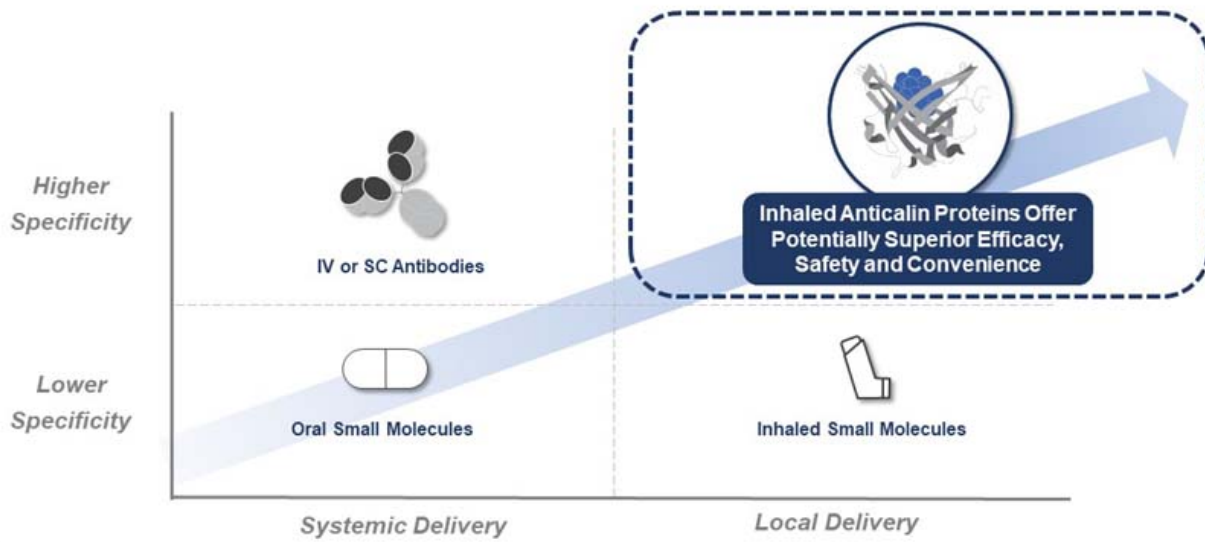 Higher
Specificity
IV or SC Antibodies
Inhaled Anticalin Proteins Offer
Potentially Superior Efficacy,
Safety and Convenience
Lower
Specificity
Oral Small Molecules
Inhaled Small Molecules
Systemic Delivery
Local Delivery